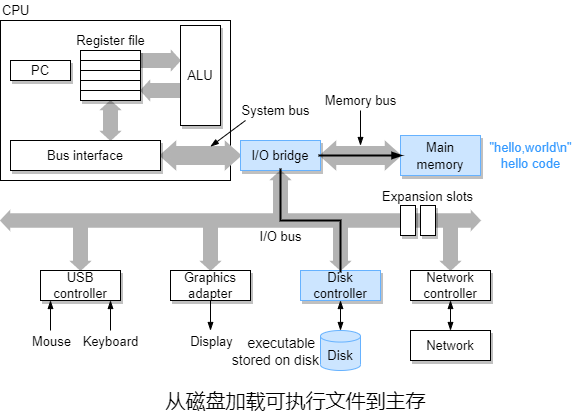 CPU
Register file
PC
ALU
System bus
Memory bus
Bus interface
I/O bridge
Main
memory
"hello,world\n"
hello code
Expansion slots
I/O bus
USB
controller
Graphics
adapter
Disk
controller
Network
controller
Mouse
Keyboard
Display
executable
stored on disk
Disk
Network
从磁盘加载可执行文件到主存